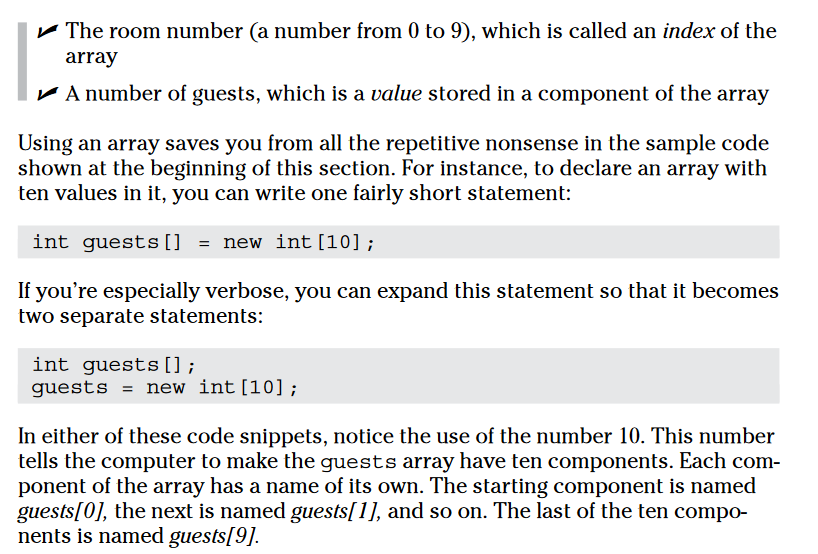 ✓ The room number (a number from 0 to 9), which is called an index of the
array
✓ A number of guests, which is a value stored in a component of the array
Using an array saves you from all the repetitive nonsense in the sample code
shown at the beginning of this section. For instance, to declare an array with
ten values in it, you can write one fairly short statement:
int guests[] = new int[10];
If you’re especially verbose, you can expand this statement so that it becomes
two separate statements:
int guests[];
guests = new int[10];
In either of these code snippets, notice the use of the number 10. This number
tells the computer to make the guests array have ten components. Each com-
ponent of the array has a name of its own. The starting component is named
guests[0], the next is named guests[1], and so on. The last of the ten compo-
nents is named guests[9].